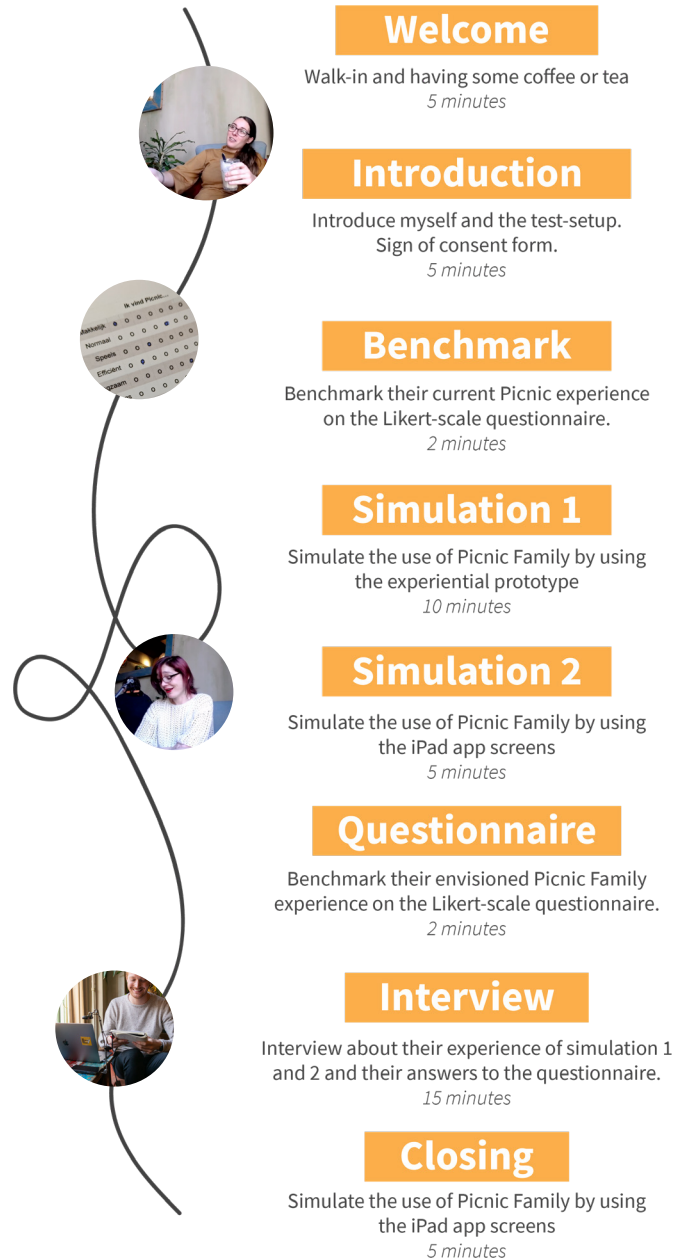 Welcome
Walk-in and having some coffee or tea
5 minutes
Introduction
Introduce myself and the test-setup.
Sign of consent form.
5 minutes
Ik vind Picnic...
Normaal
Speels
Efficiënt
Benchmark
Benchmark their current Picnic experience
on the Likert-scale questionnaire.
2 minutes
Simulation 1
Simulate the use of Picnic Family by using
the experiential prototype
10 minutes
Simulation 2
Simulate the use of Picnic Family by using
the iPad app screens
5 minutes
Questionnaire
Benchmark their envisioned Picnic Family
experience on the Likert-scale questionnaire.
2 minutes
Interview
Interview about their experience of simulation 1
and 2 and their answers to the questionnaire.
15 minutes
Closing
Simulate the use of Picnic Family by using
the iPad app screens
5 minutes